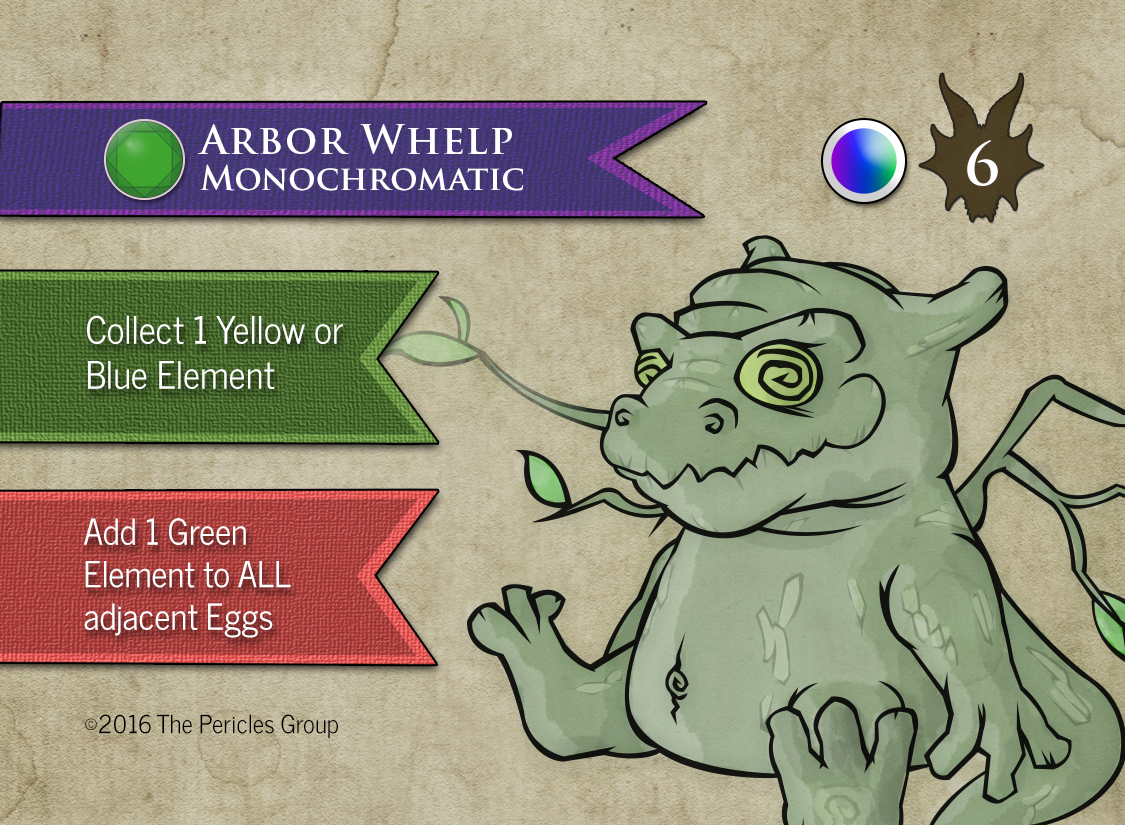 Arbor Whelp
Monochromatic
6
Collect 1 Yellow or
Blue Element
Add 1 Green
Element to ALL
adjacent Eggs
©2016 The Pericles Group